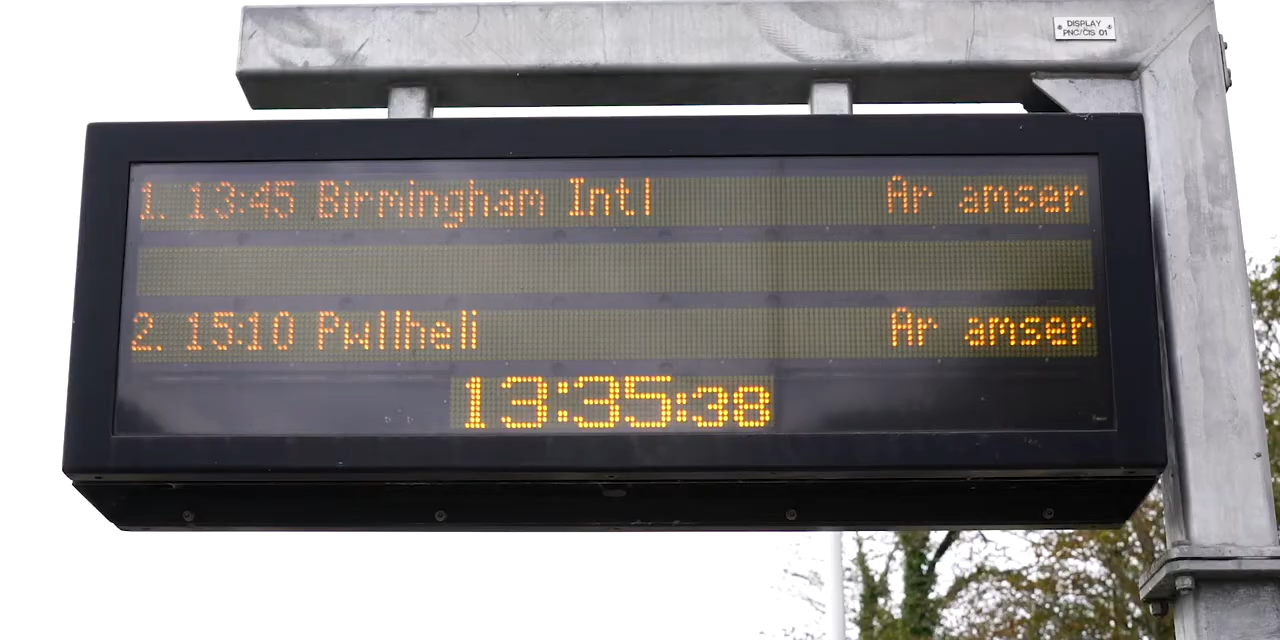 DISPLAY
PNC/CIS 01
1. 13:45 Birmingham Intl Ar amser
2. 15:10 Pwllheli Ar amser
13:35:38